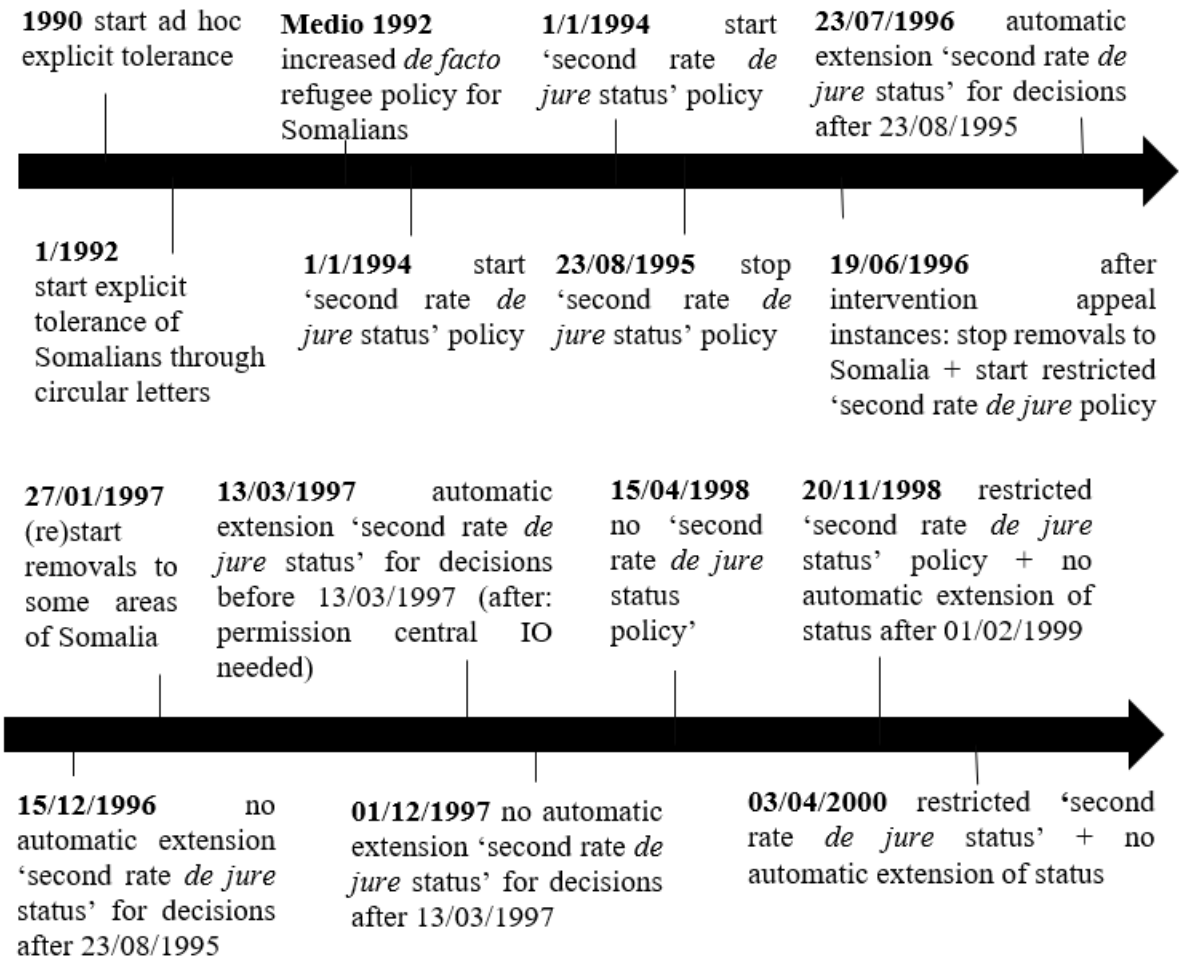 1990 start ad hoc
explicit tolerance
Medio 1992
increased de facto
refugee policy for
Somalians
1/1/1994 start
‘second rate de
jure status’ policy
23/07/1996 automatic
extension ‘second rate de
jure status’ for decisions
after 23/08/1995
1/1992
start explicit
tolerance of
Somalians through
circular letters
1/1/1994 start
‘second rate de
jure status’ policy
23/08/1995 stop
‘second rate de
jure status’ policy
19/06/1996 after
intervention appeal
instances: stop removals to
Somalia + start restricted
‘second rate de jure policy
27/01/1997
(re)start
removals to
some areas
of Somalia
13/03/1997 automatic
extension ‘second rate de
jure status’ for decisions
before 13/03/1997 (after:
permission central IO
needed)
15/04/1998
no ‘second
rate de jure
status
policy’
20/11/1998 restricted
‘second rate de jure
status’ policy + no
automatic extension of
status after 01/02/1999
15/12/1996 no
automatic extension
‘second rate de jure
status’ for decisions
after 23/08/1995
01/12/1997 no automatic
extension ‘second rate de
jure status’ for decisions
after 13/03/1997
03/04/2000 restricted ‘second
rate de jure status’ + no
automatic extension of status